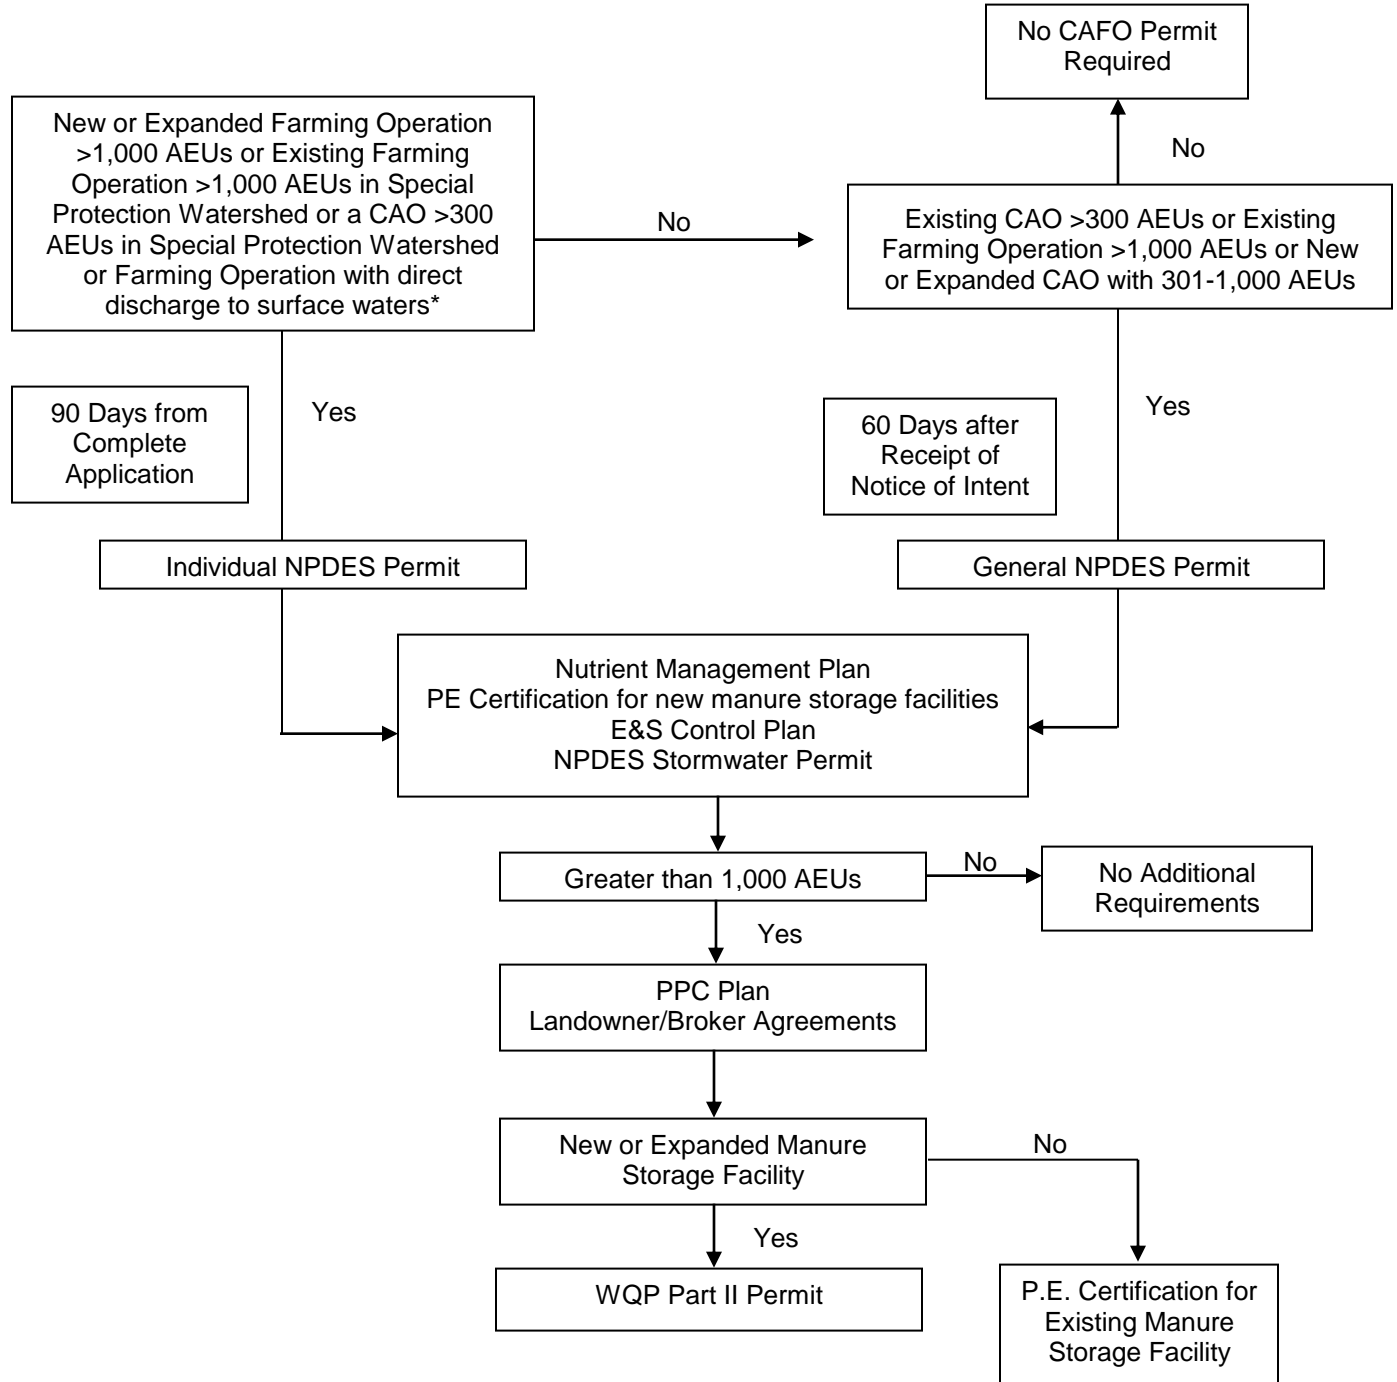 No CAFO Permit
Required
New or Expanded Farming Operation
>1,000 AEUs or Existing Farming
Operation >1,000 AEUs in Special
Protection Watershed or a CAO >300
AEUs in Special Protection Watershed
or Farming Operation with direct
discharge to surface waters*
No
No
Existing CAO >300 AEUs or Existing
Farming Operation >1,000 AEUs or New
or Expanded CAO with 301-1,000 AEUs
90 Days from
Complete
Application
Yes
60 Days after
Receipt of
Notice of Intent
Yes
Individual NPDES Permit
General NPDES Permit
Nutrient Management Plan
PE Certification for new manure storage facilities
E&S Control Plan
NPDES Stormwater Permit
Greater than 1,000 AEUs
No
No Additional
Requirements
Yes
PPC Plan
Landowner/Broker Agreements
New or Expanded Manure
Storage Facility
No
Yes
WQP Part II Permit
P.E. Certification for
Existing Manure
Storage Facility